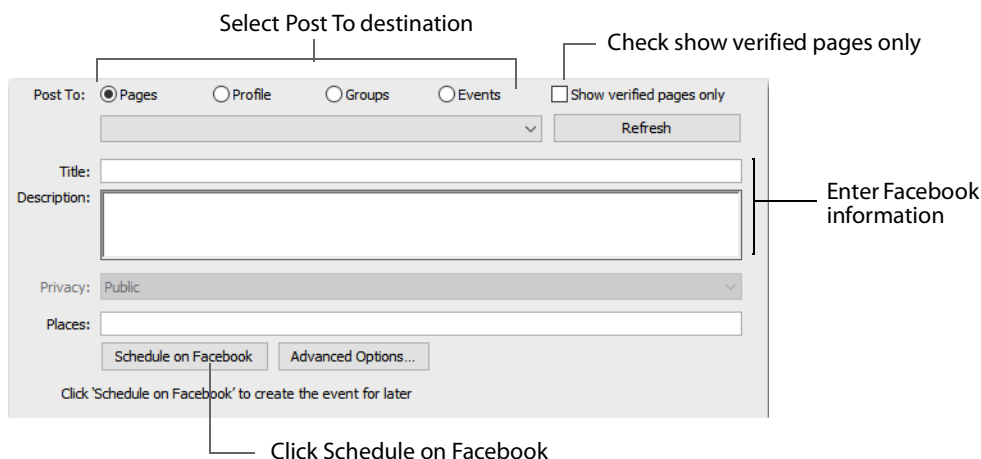 Select Post To destination
Check show verified pages only
Post To: Pages Profile Groups Events Show verified pages only
Refresh
Title:
Description:
Enter Facebook
information
Privacy: Public
Places:
Schedule on Facebook Advanced Options...
Click 'Schedule on Facebook' to create the event for later
Click Schedule on Facebook